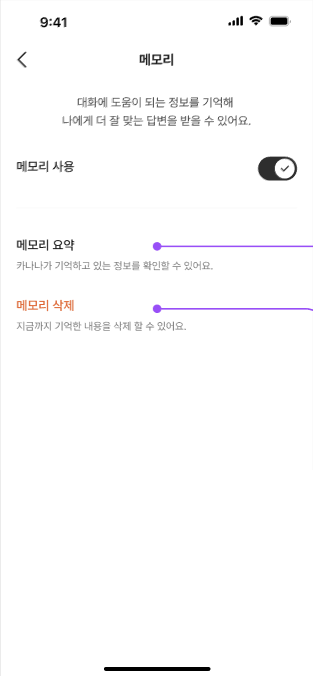 9:41
메모리
대화에 도움이 되는 정보를 기억해
나에게 더 잘 맞는 답변을 받을 수 있어요.
메모리 사용
메모리 요약
카나나가 기억하고 있는 정보를 확인할 수 있어요.
메모리 삭제
지금까지 기억한 내용을 삭제 할 수 있어요.